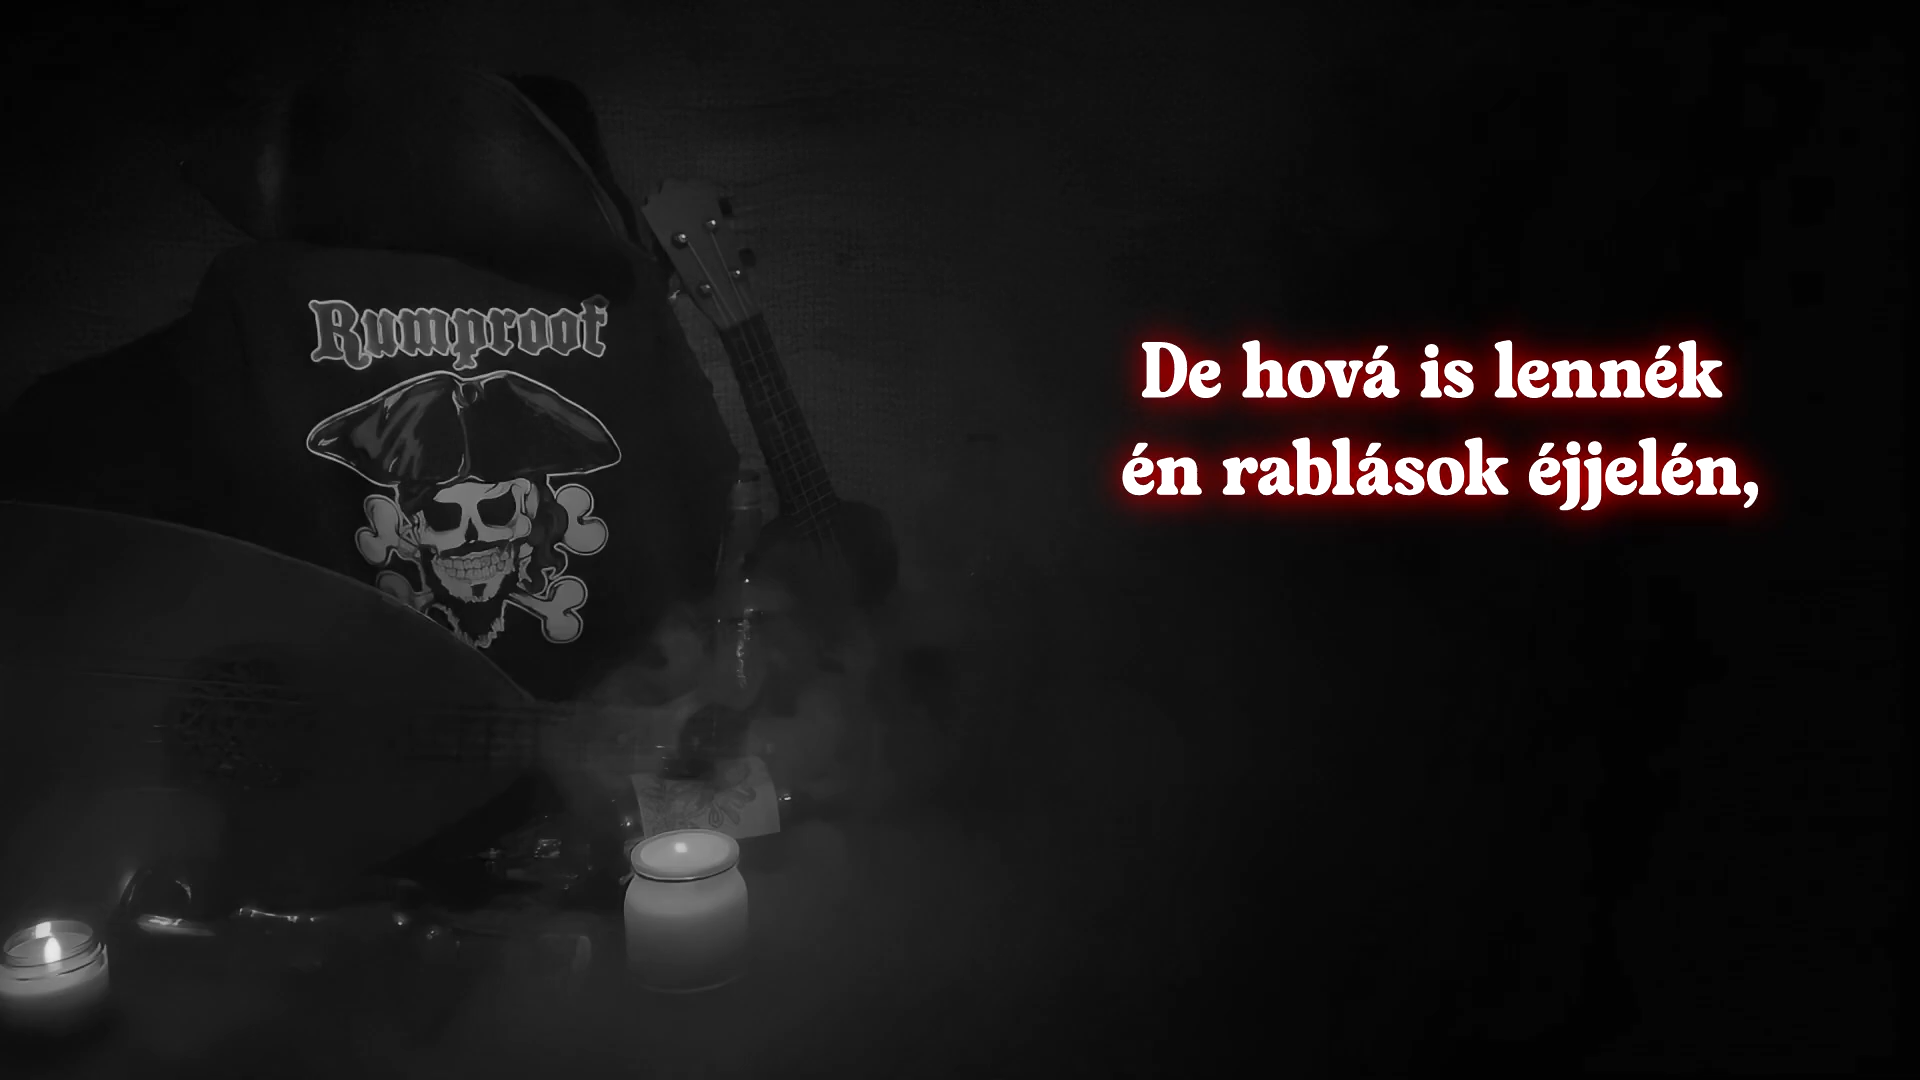 Rumproof
De hová is lennék
én rablások éjjelén,